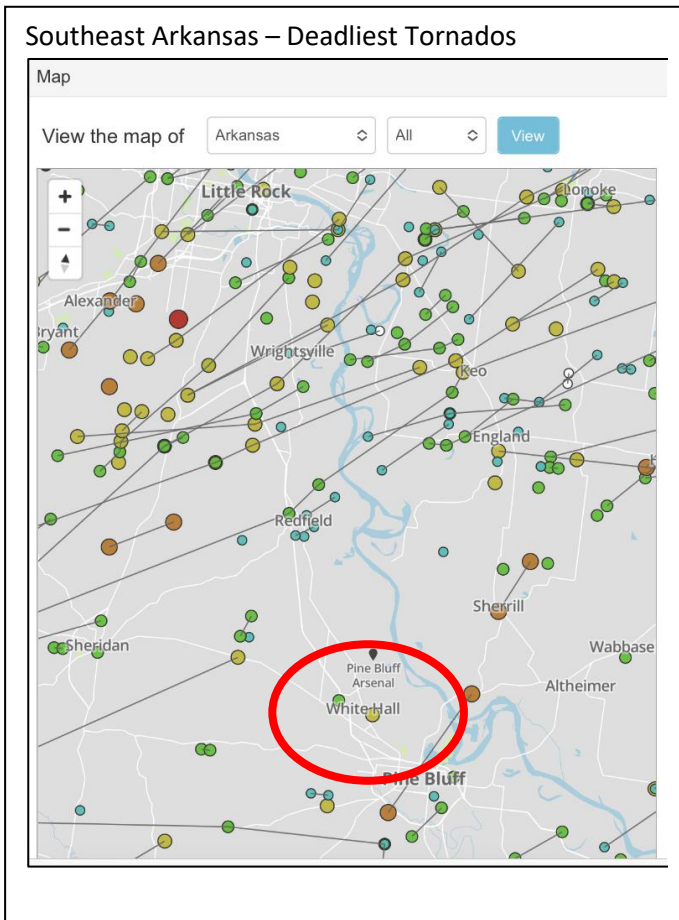 Southeast Arkansas – Deadliest Tornados
Map
View the map of Arkansas All View
+
Little Rock
Lonoke
−
Alexander
Bryant
Wrightsville
Keo
England
Redfield
Sherrill
Sheridan
Wabbase
Pine Bluff
Arsenal
Altheimer
White Hall
Pine Bluff